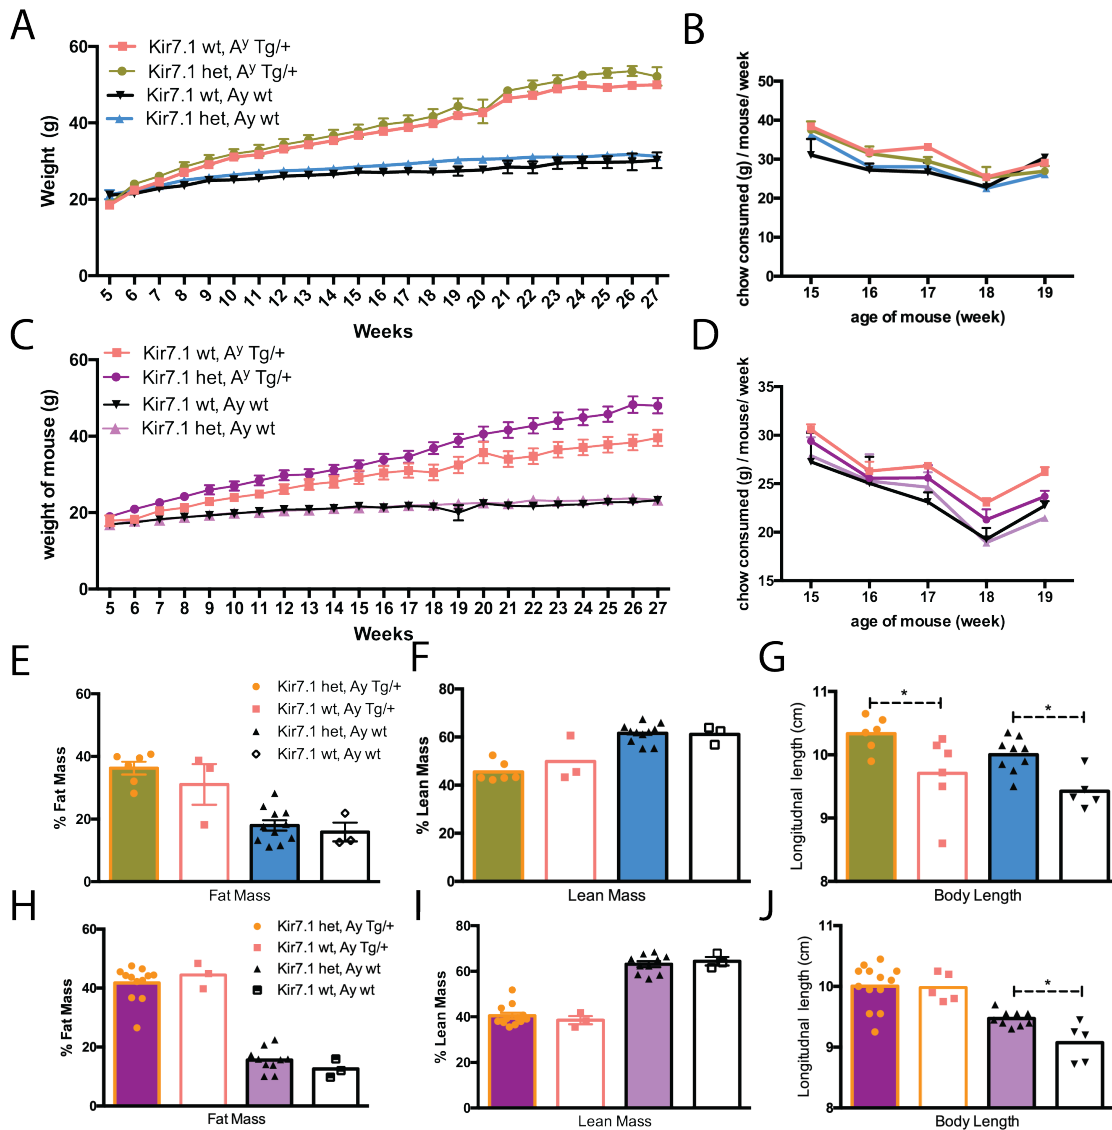 A
Weight (g)
60
40
20
0
Kir7.1 wt, Aʸ Tg/+
Kir7.1 het, Aʸ Tg/+
Kir7.1 wt, Ay wt
Kir7.1 het, Ay wt
5 6 7 8 9 10 11 12 13 14 15 16 17 18 19 20 21 22 23 24 25 26 27
Weeks
B
chow consumed (g) / mouse/ week
50
40
30
20
10
0
15 16 17 18 19
age of mouse (week)
C
weight of mouse (g)
60
40
20
0
Kir7.1 wt, Aʸ Tg/+
Kir7.1 het, Aʸ Tg/+
Kir7.1 wt, Ay wt
Kir7.1 het, Ay wt
5 6 7 8 9 10 11 12 13 14 15 16 17 18 19 20 21 22 23 24 25 26 27
Weeks
D
chow consumed (g) / mouse/ week
35
30
25
20
15
15 16 17 18 19
age of mouse (week)
E
% Fat Mass
60
40
20
0
Kir7.1 het, Ay Tg/+
Kir7.1 wt, Ay Tg/+
Kir7.1 het, Ay wt
Kir7.1 wt, Ay wt
Fat Mass
F
% Lean Mass
80
60
40
20
0
Lean Mass
G
Longitudnal length (cm)
11
10
9
8
*
*
Body Length
H
% Fat Mass
60
40
20
0
Kir7.1 het, Ay Tg/+
Kir7.1 wt, Ay Tg/+
Kir7.1 het, Ay wt
Kir7.1 wt, Ay wt
Fat Mass
I
% Lean Mass
80
60
40
20
0
Lean Mass
J
Longitudnal length (cm)
11
10
9
8
*
Body Length